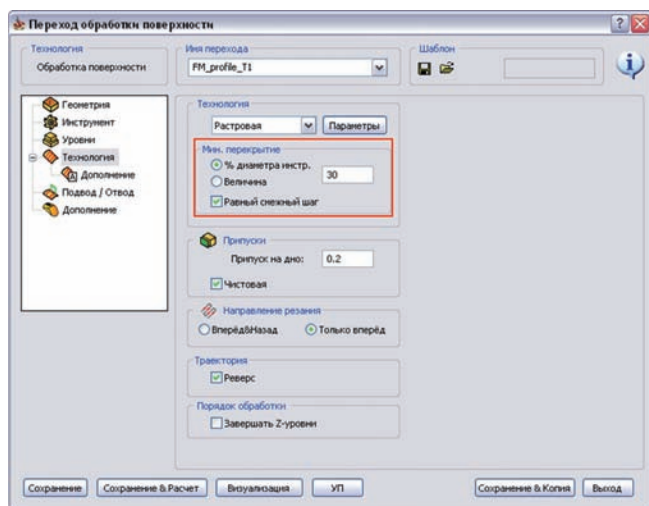 Переход обработки поверхности
Технология
Обработка поверхности
Имя перехода
FM_profile_T1
Шаблон
Геометрия
Инструмент
Уровни
Технология
Дополнение
Подвод / Отвод
Дополнение
Технология
Растровая
Параметры
Мин. перекрытие
% диаметра инстр.
30
Величина
Равный смежный шаг
Припуски
Припуск на дно:
0.2
Чистовая
Направление резания
Вперёд&Назад
Только вперёд
Траектория
Реверс
Порядок обработки
Завершать Z-уровни
Сохранение
Сохранение & Расчет
Визуализация
УП
Сохранение & Копия
Выход